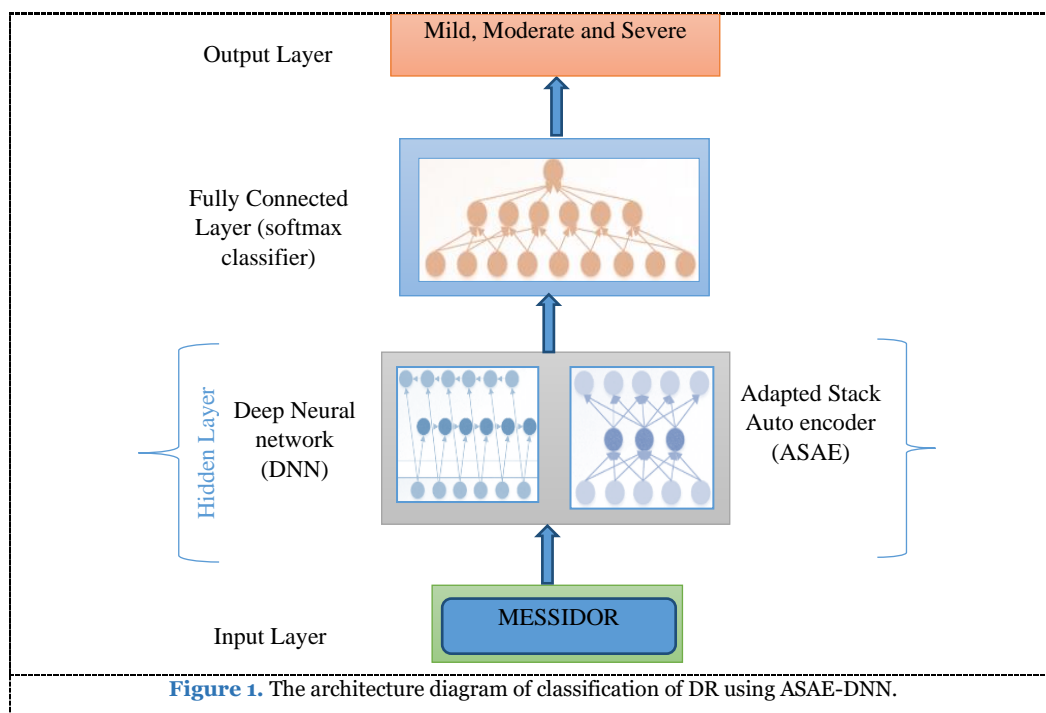 Mild, Moderate and Severe
Output Layer
Fully Connected
Layer (softmax
classifier)
Hidden Layer
Deep Neural
network
(DNN)
Adapted Stack
Auto encoder
(ASAE)
MESSIDOR
Input Layer
Figure 1. The architecture diagram of classification of DR using ASAE-DNN.